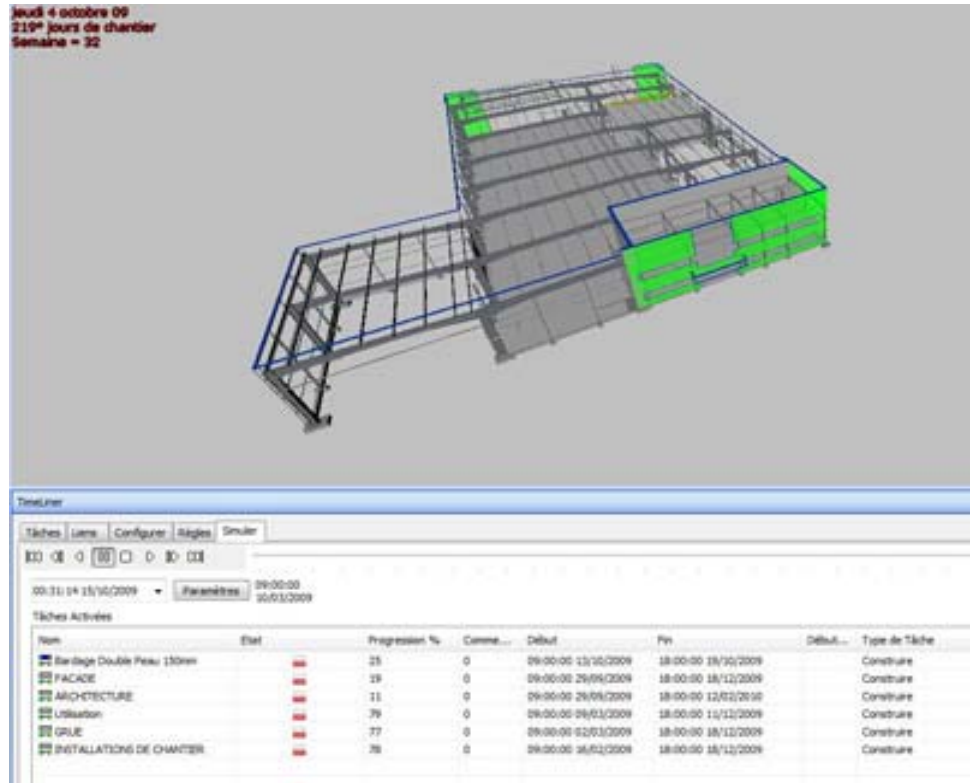 jeudi 4 octobre 09
219e jours de chantier
Semaine = 32
TimeLiner
Tâches Liens Configurer Règles Simuler
00:31:14 15/10/2009 Paramètres 09:00:00
10/03/2009
Tâches Activées
Nom Etat Progression % Comme... Début Fin Début... Type de Tâche
Bardage Double Peau 150mm 25 0 09:00:00 13/10/2009 18:00:00 19/10/2009 Construire
FACADE 19 0 09:00:00 29/09/2009 18:00:00 18/12/2009 Construire
ARCHITECTURE 11 0 09:00:00 29/09/2009 18:00:00 12/02/2010 Construire
Utilisation 79 0 09:00:00 09/03/2009 18:00:00 11/12/2009 Construire
GRUE 77 0 09:00:00 02/03/2009 18:00:00 18/12/2009 Construire
INSTALLATIONS DE CHANTIER 78 0 09:00:00 16/02/2009 18:00:00 18/12/2009 Construire